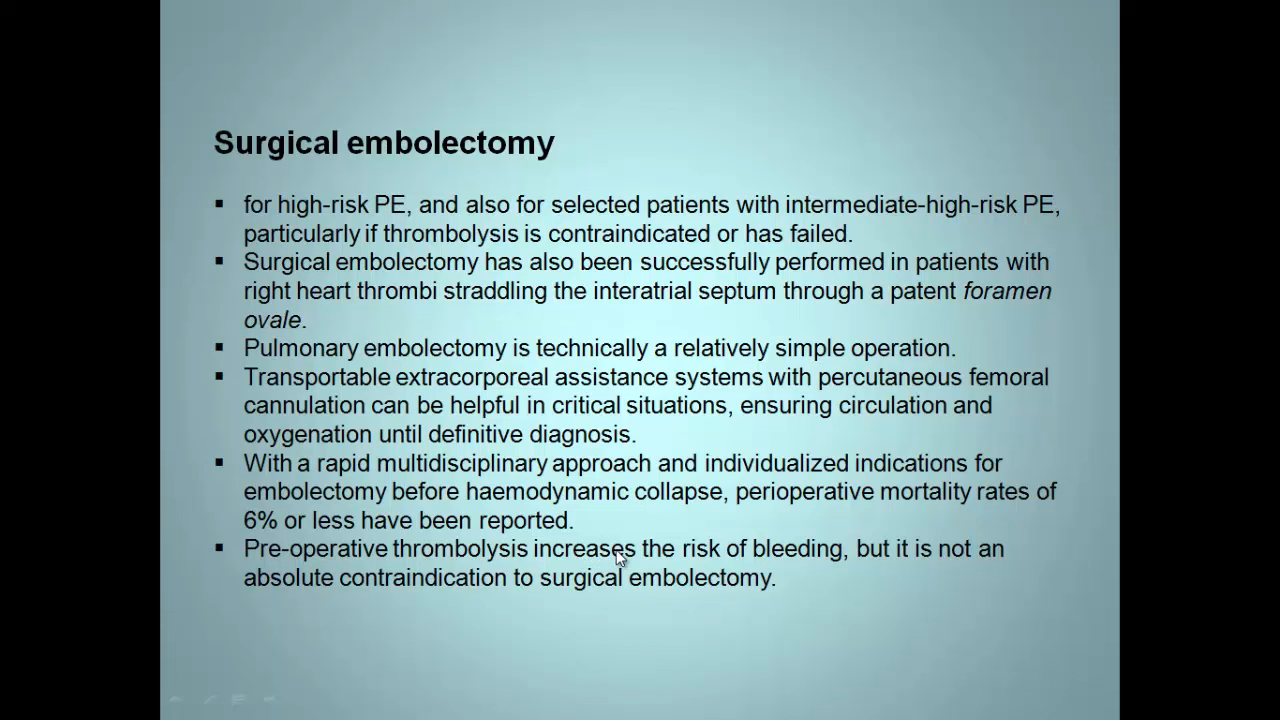 Surgical embolectomy
▪ for high-risk PE, and also for selected patients with intermediate-high-risk PE,
particularly if thrombolysis is contraindicated or has failed.
▪ Surgical embolectomy has also been successfully performed in patients with
right heart thrombi straddling the interatrial septum through a patent foramen
ovale.
▪ Pulmonary embolectomy is technically a relatively simple operation.
▪ Transportable extracorporeal assistance systems with percutaneous femoral
cannulation can be helpful in critical situations, ensuring circulation and
oxygenation until definitive diagnosis.
▪ With a rapid multidisciplinary approach and individualized indications for
embolectomy before haemodynamic collapse, perioperative mortality rates of
6% or less have been reported.
▪ Pre-operative thrombolysis increases the risk of bleeding, but it is not an
absolute contraindication to surgical embolectomy.